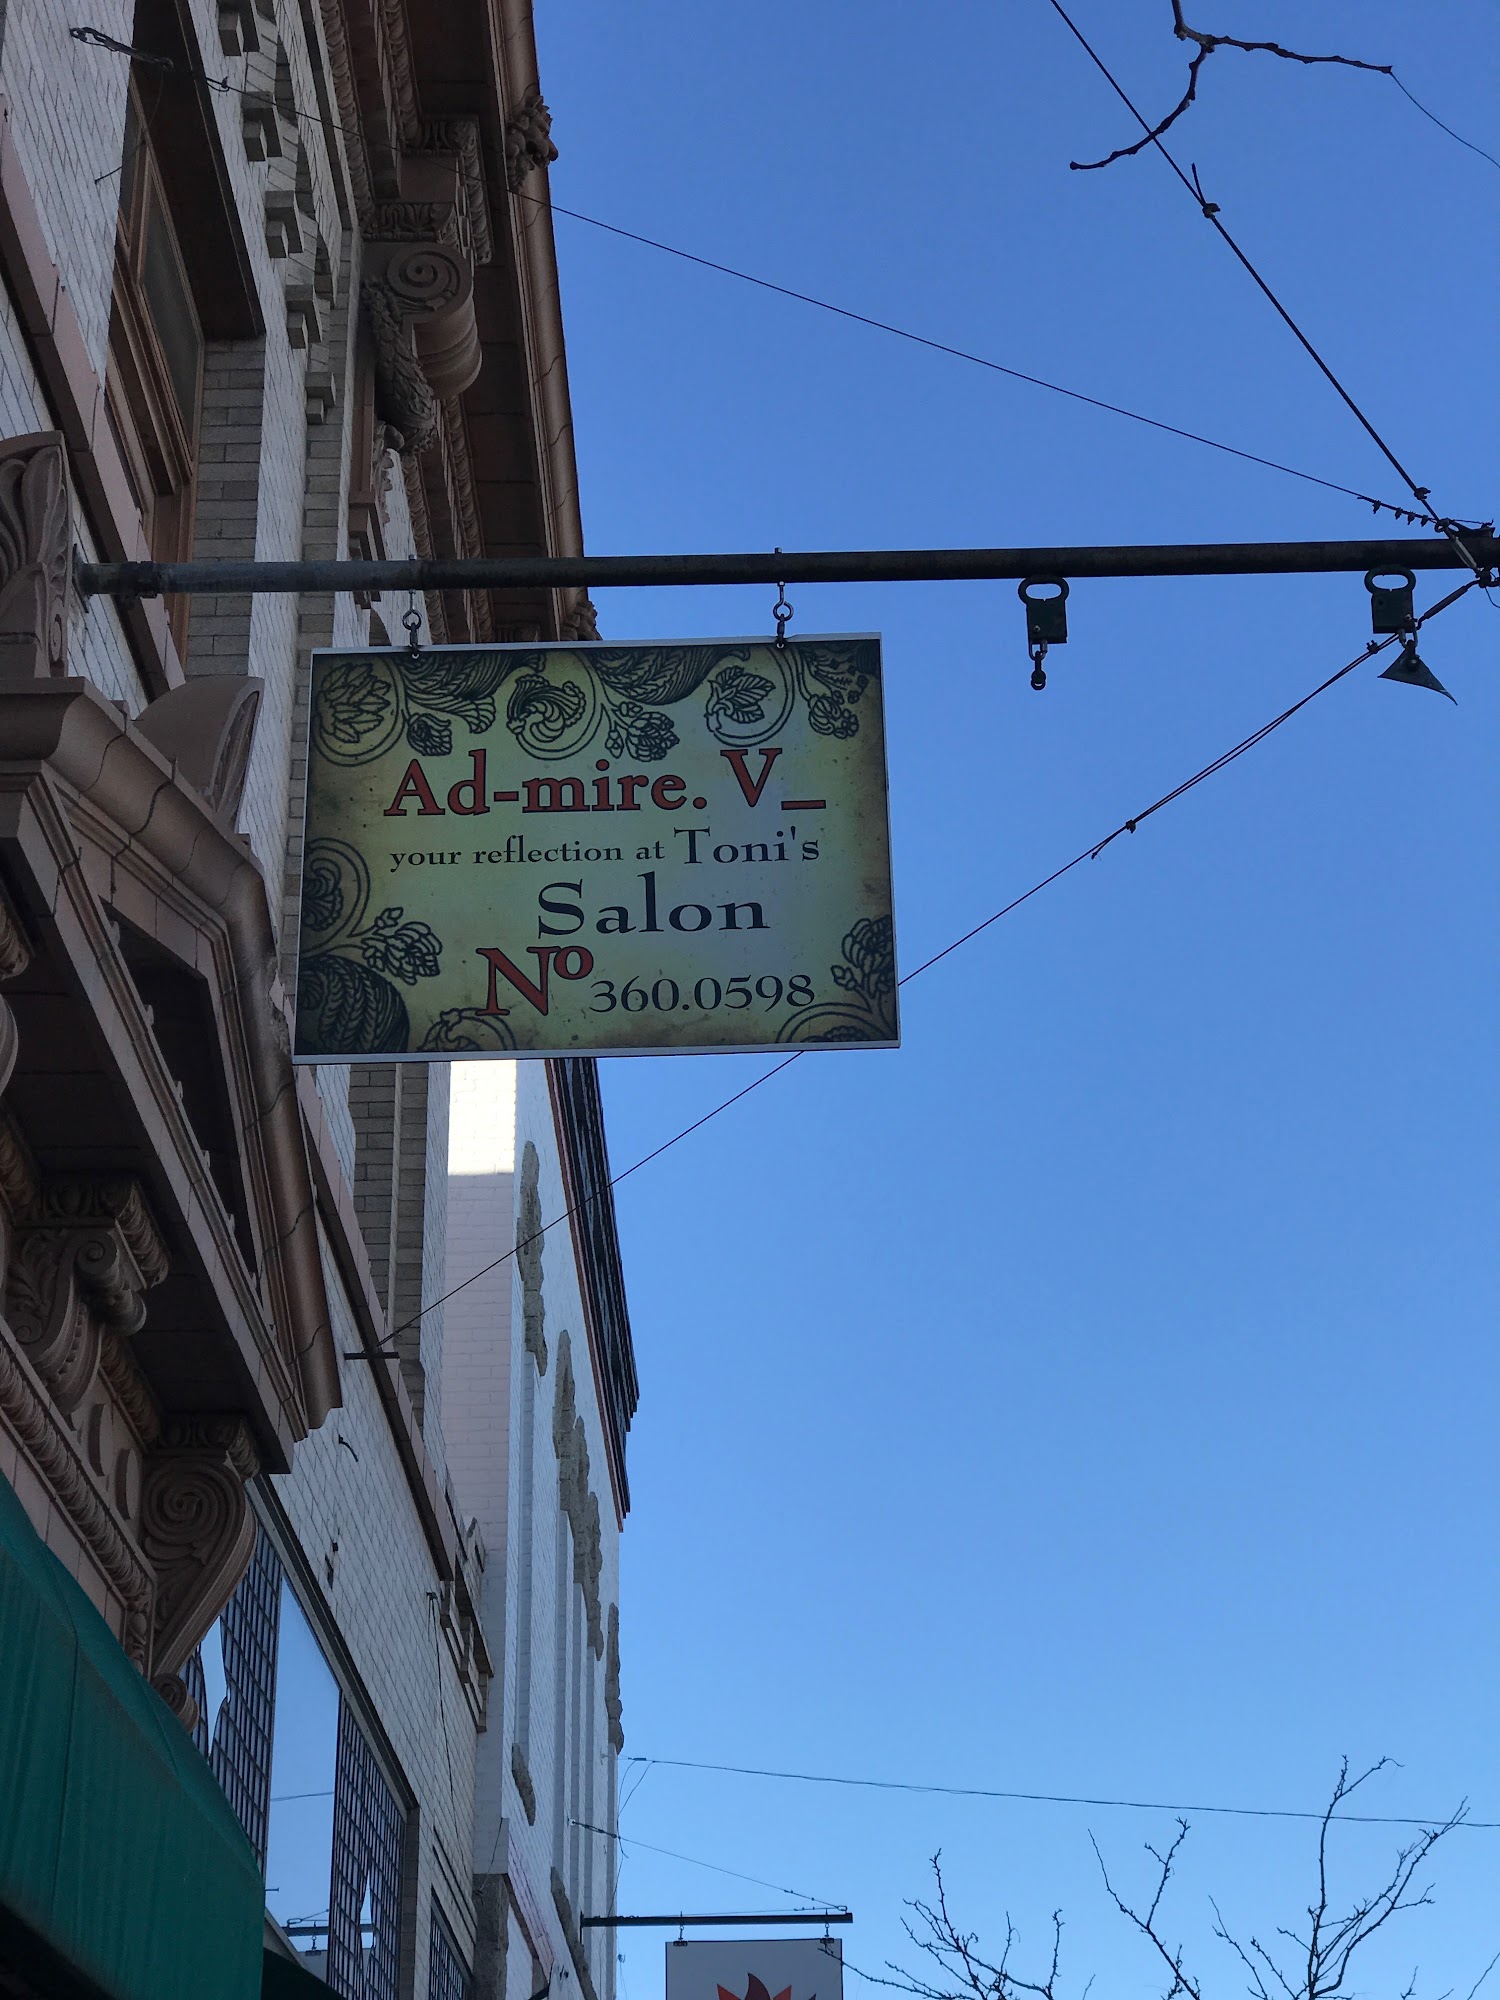 Ad-mire. V_
your reflection at Toni's
Salon
Nº 360.0598